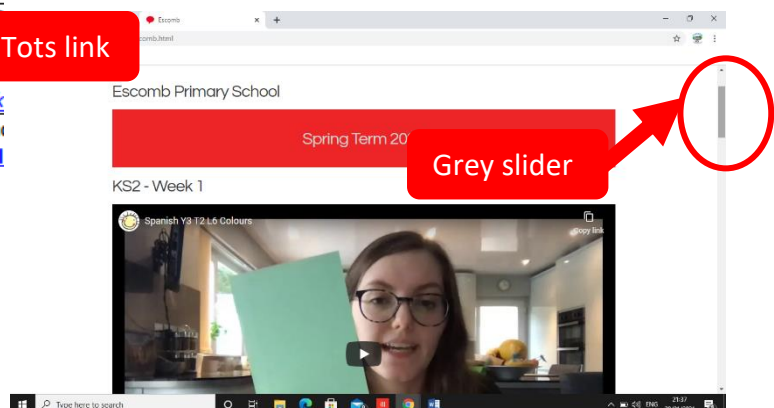 Escomb
Tots link
comb.html
Escomb Primary School
Spring Term 20
Grey slider
KS2 - Week 1
Spanish Y3 T2 L6 Colours
Copy link
Type here to search
ENG
21:37